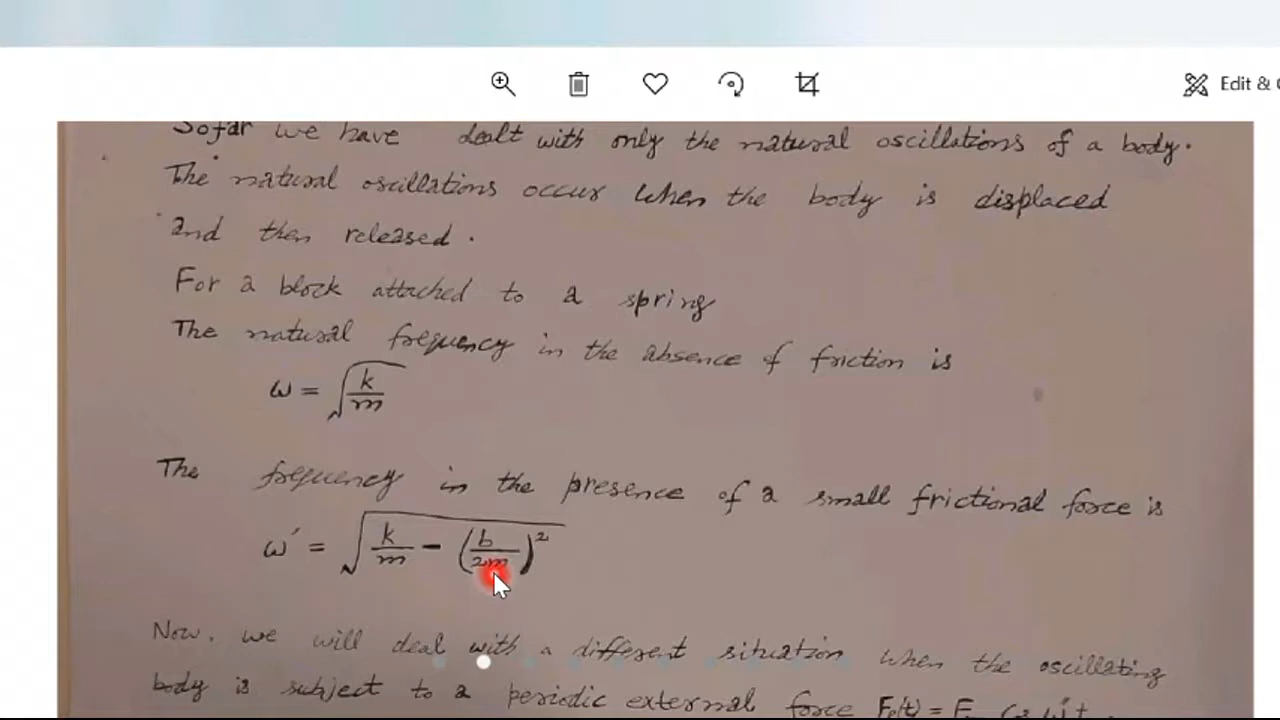 Edit &
Sofar we have dealt with only the natural oscillations of a body.
The natural oscillations occur when the body is displaced
and then released.
For a block attached to a spring
The natural frequency in the absence of friction is
ω = √(k/m)
The frequency in the presence of a small frictional force is
ω′ = √(k/m − (b/2m)²)
Now, we will deal with a different situation when the oscillating
body is subject to a periodic external force